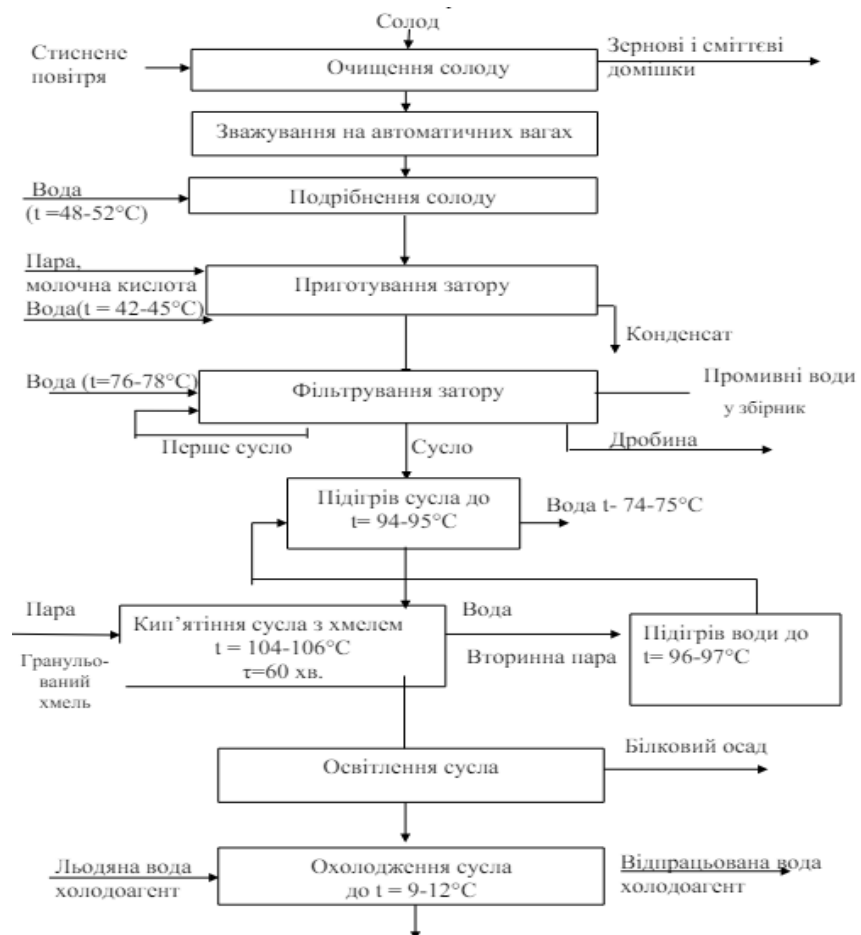 Солод
Стиснене
повітря
Очищення солоду
Зернові і сміттєві
домішки
Зважування на автоматичних вагах
Вода
(t =48-52°C)
Подрібнення солоду
Пара,
молочна кислота
Вода(t = 42-45°C)
Приготування затору
Конденсат
Вода (t=76-78°C)
Фільтрування затору
Промивні води
у збірник
Перше сусло
Сусло
Дробина
Підігрів сусла до
t= 94-95°C
Вода t- 74-75°C
Пара
Гранульо-
ваний
хмель
Кип’ятіння сусла з хмелем
t = 104-106°C
τ=60 хв.
Вода
Вторинна пара
Підігрів води до
t= 96-97°C
Освітлення сусла
Білковий осад
Льодяна вода
холодоагент
Охолодження сусла
до t = 9-12°C
Відпрацьована вода
холодоагент